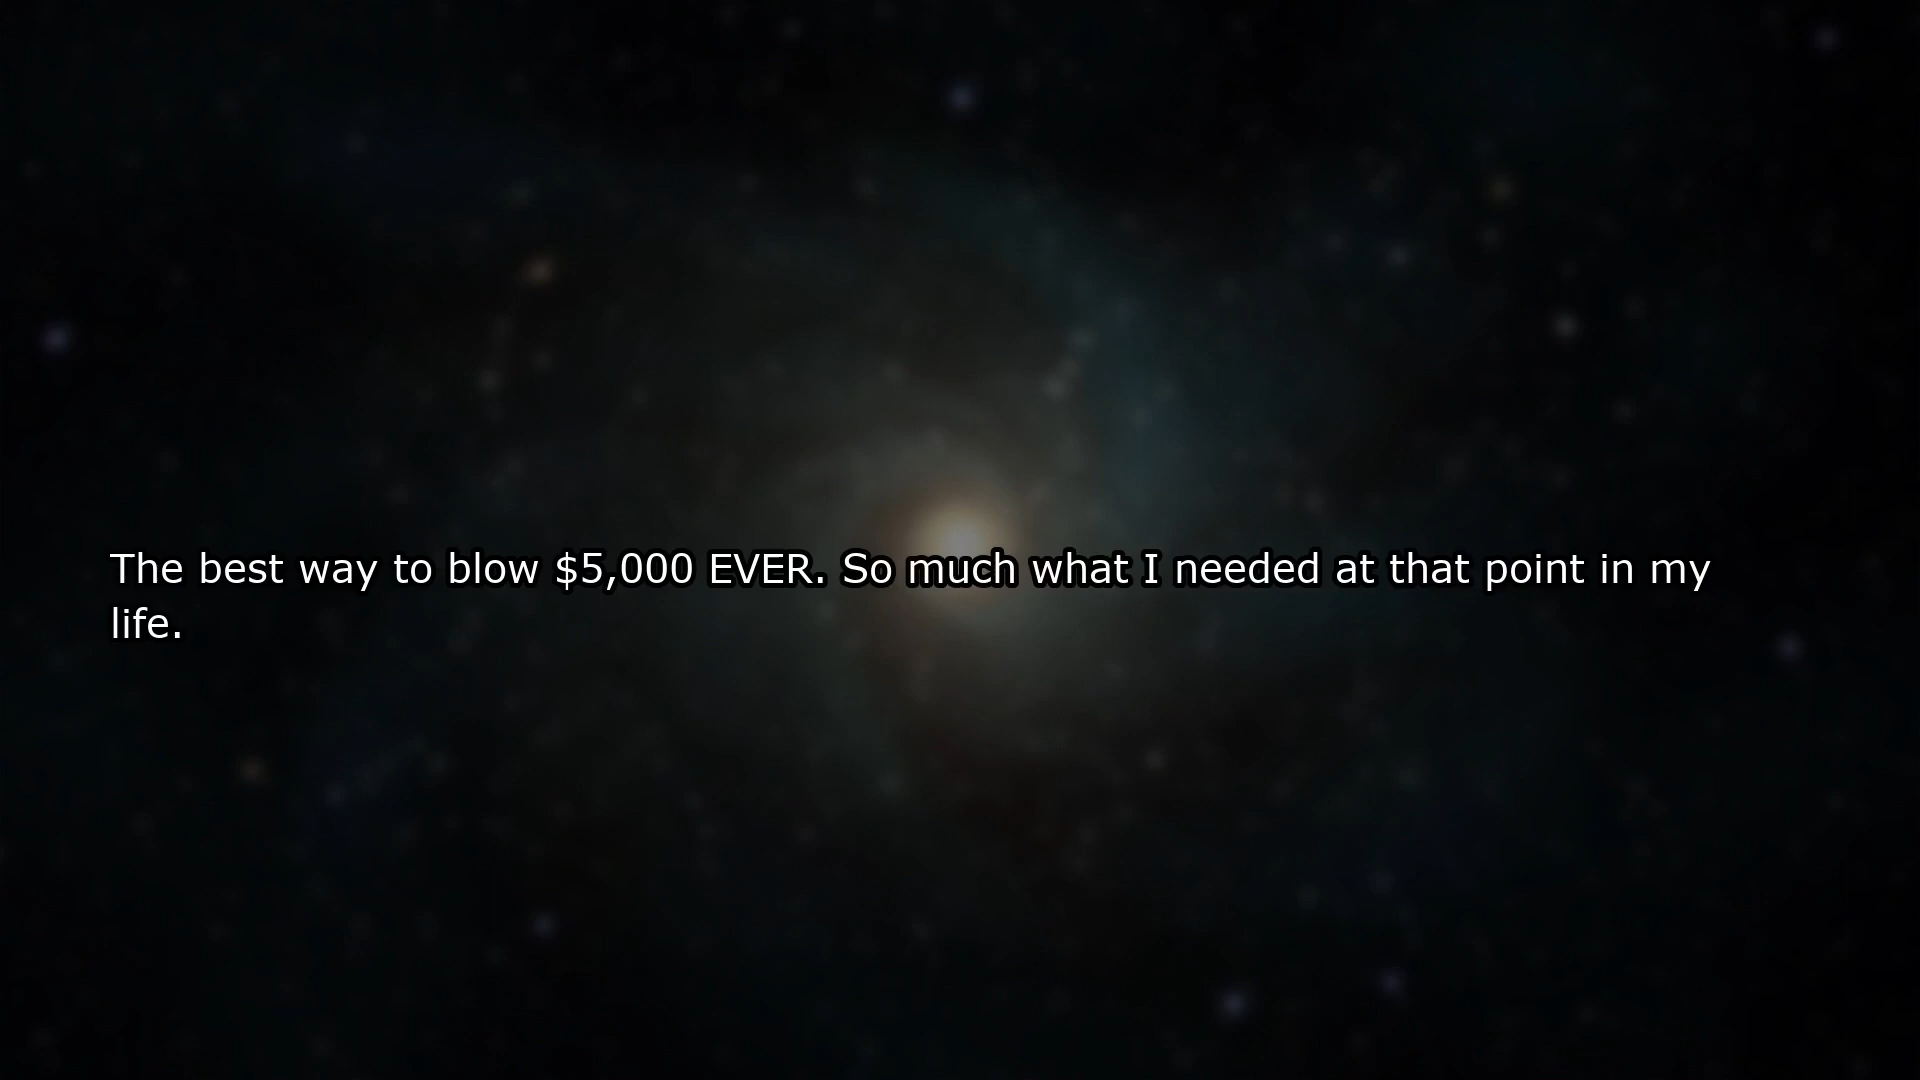 The best way to blow $5,000 EVER. So much what I needed at that point in my
life.